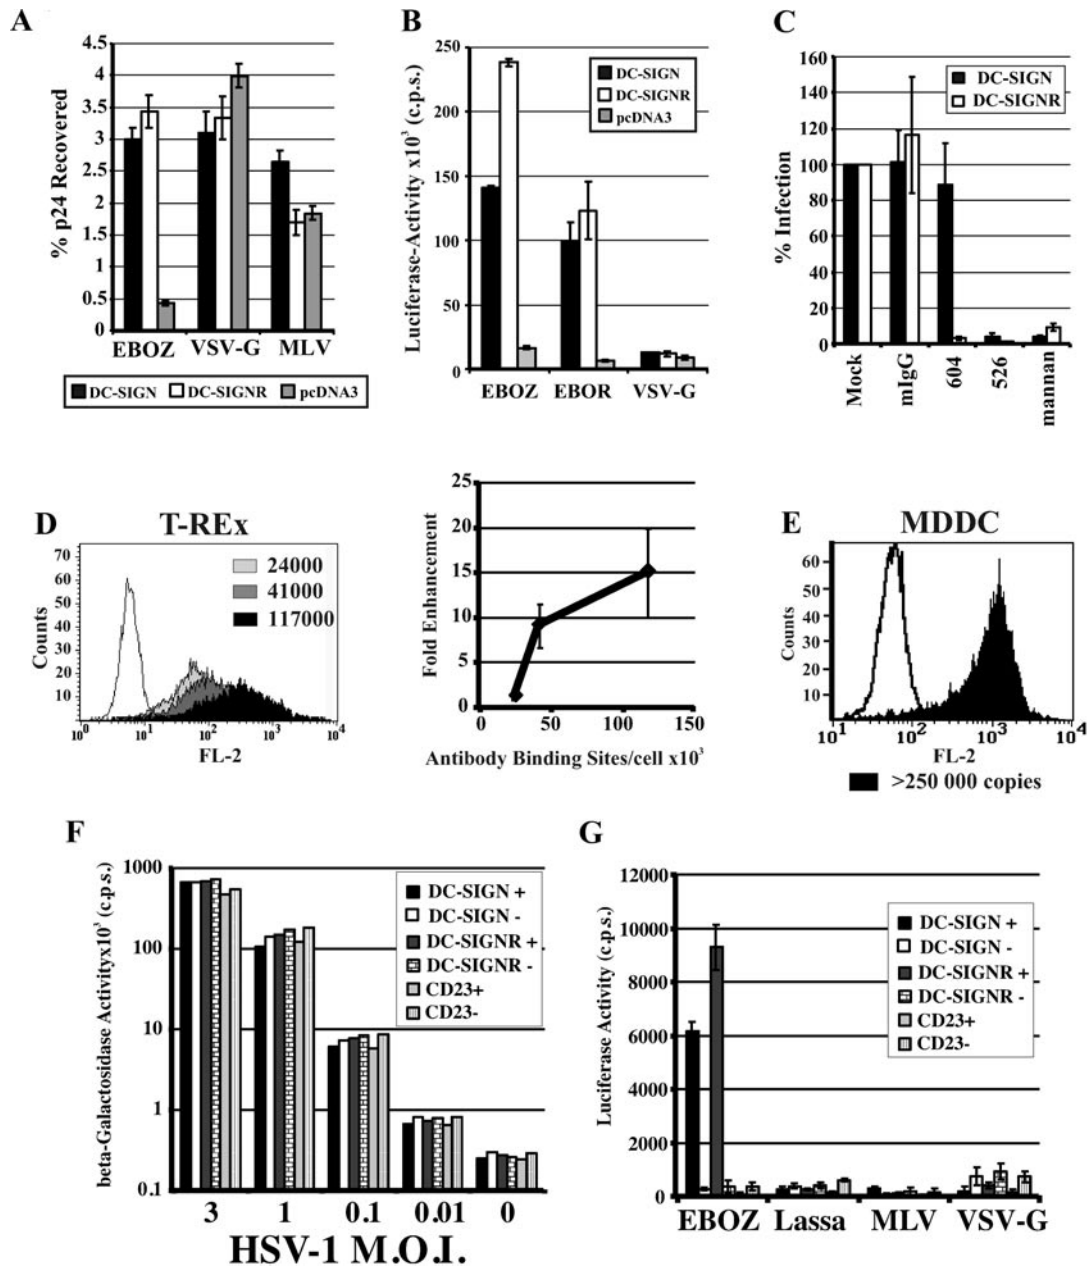 A
% p24 Recovered
4.5
4
3.5
3
2.5
2
1.5
1
0.5
0
EBOZ VSV-G MLV
DC-SIGN DC-SIGNR pcDNA3
B
Luciferase-Activity x10³ (c.p.s.)
250
200
150
100
50
0
DC-SIGN
DC-SIGNR
pcDNA3
EBOZ EBOR VSV-G
C
% Infection
160
140
120
100
80
60
40
20
0
DC-SIGN
DC-SIGNR
Mock
mIgG
604
526
mannan
D
T-REx
Counts
70
60
50
40
30
20
10
24000
41000
117000
10⁰ 10¹ 10² 10³ 10⁴
FL-2
Fold Enhancement
25
20
15
10
5
0
0 50 100 150
Antibody Binding Sites/cell x10³
E
MDDC
Counts
60
50
40
30
20
10
10¹ 10² 10³ 10⁴
FL-2
>250 000 copies
F
beta-Galactosidase Activityx10³ (c.p.s.)
1000
100
10
1
0.1
DC-SIGN +
DC-SIGN -
DC-SIGNR +
DC-SIGNR -
CD23+
CD23-
3 1 0.1 0.01 0
HSV-1 M.O.I.
G
Luciferase Activity (c.p.s.)
12000
10000
8000
6000
4000
2000
0
DC-SIGN +
DC-SIGN -
DC-SIGNR +
DC-SIGNR -
CD23+
CD23-
EBOZ Lassa MLV VSV-G